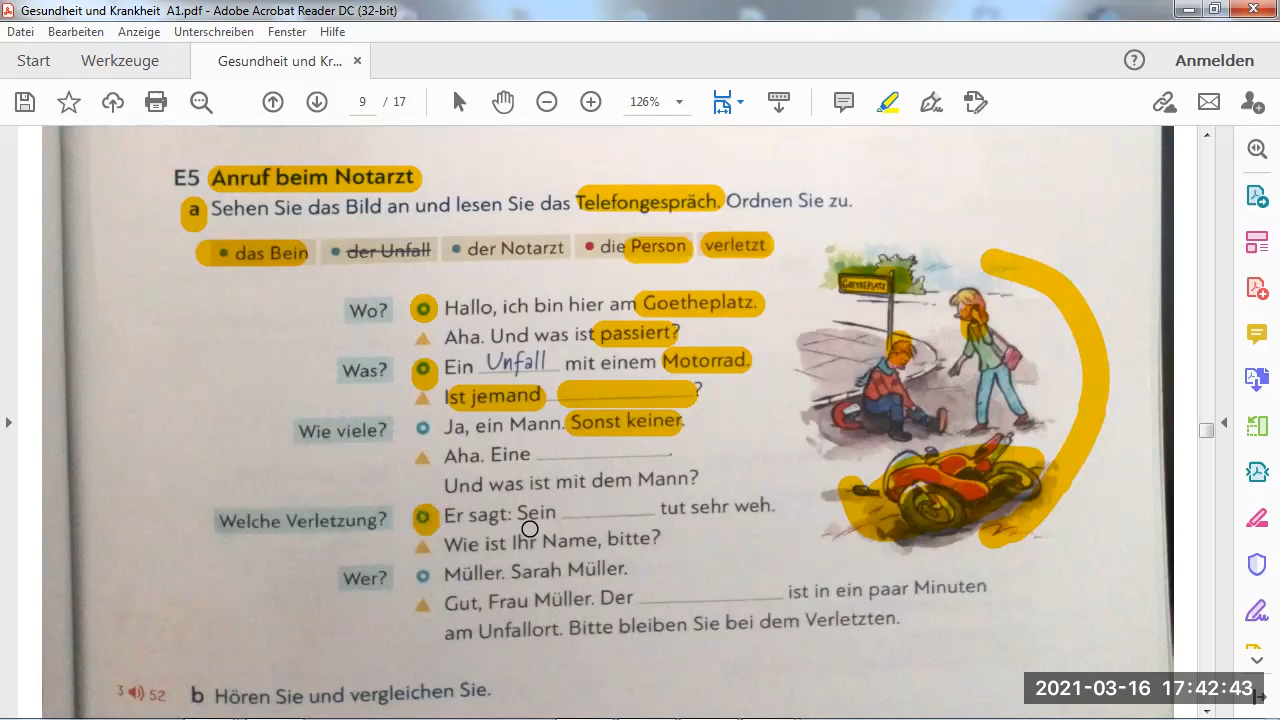 Gesundheit und Krankheit A1.pdf - Adobe Acrobat Reader DC (32-bit)
Datei Bearbeiten Anzeige Unterschreiben Fenster Hilfe
Start Werkzeuge Gesundheit und Kr... × Anmelden
9 / 17 126%
E5 Anruf beim Notarzt
a Sehen Sie das Bild an und lesen Sie das Telefongespräch. Ordnen Sie zu.
• das Bein • der Unfall • der Notarzt • die Person verletzt
GOETHEPLATZ
Wo? Hallo, ich bin hier am Goetheplatz.
Aha. Und was ist passiert?
Was? Ein Unfall mit einem Motorrad.
Ist jemand ____________?
Wie viele? Ja, ein Mann. Sonst keiner.
Aha. Eine ____________.
Und was ist mit dem Mann?
Welche Verletzung? Er sagt: Sein ____________ tut sehr weh.
Wie ist Ihr Name, bitte?
Wer? Müller. Sarah Müller.
Gut, Frau Müller. Der ____________ ist in ein paar Minuten
am Unfallort. Bitte bleiben Sie bei dem Verletzten.
3 52 b Hören Sie und vergleichen Sie.
2021-03-16 17:42:43